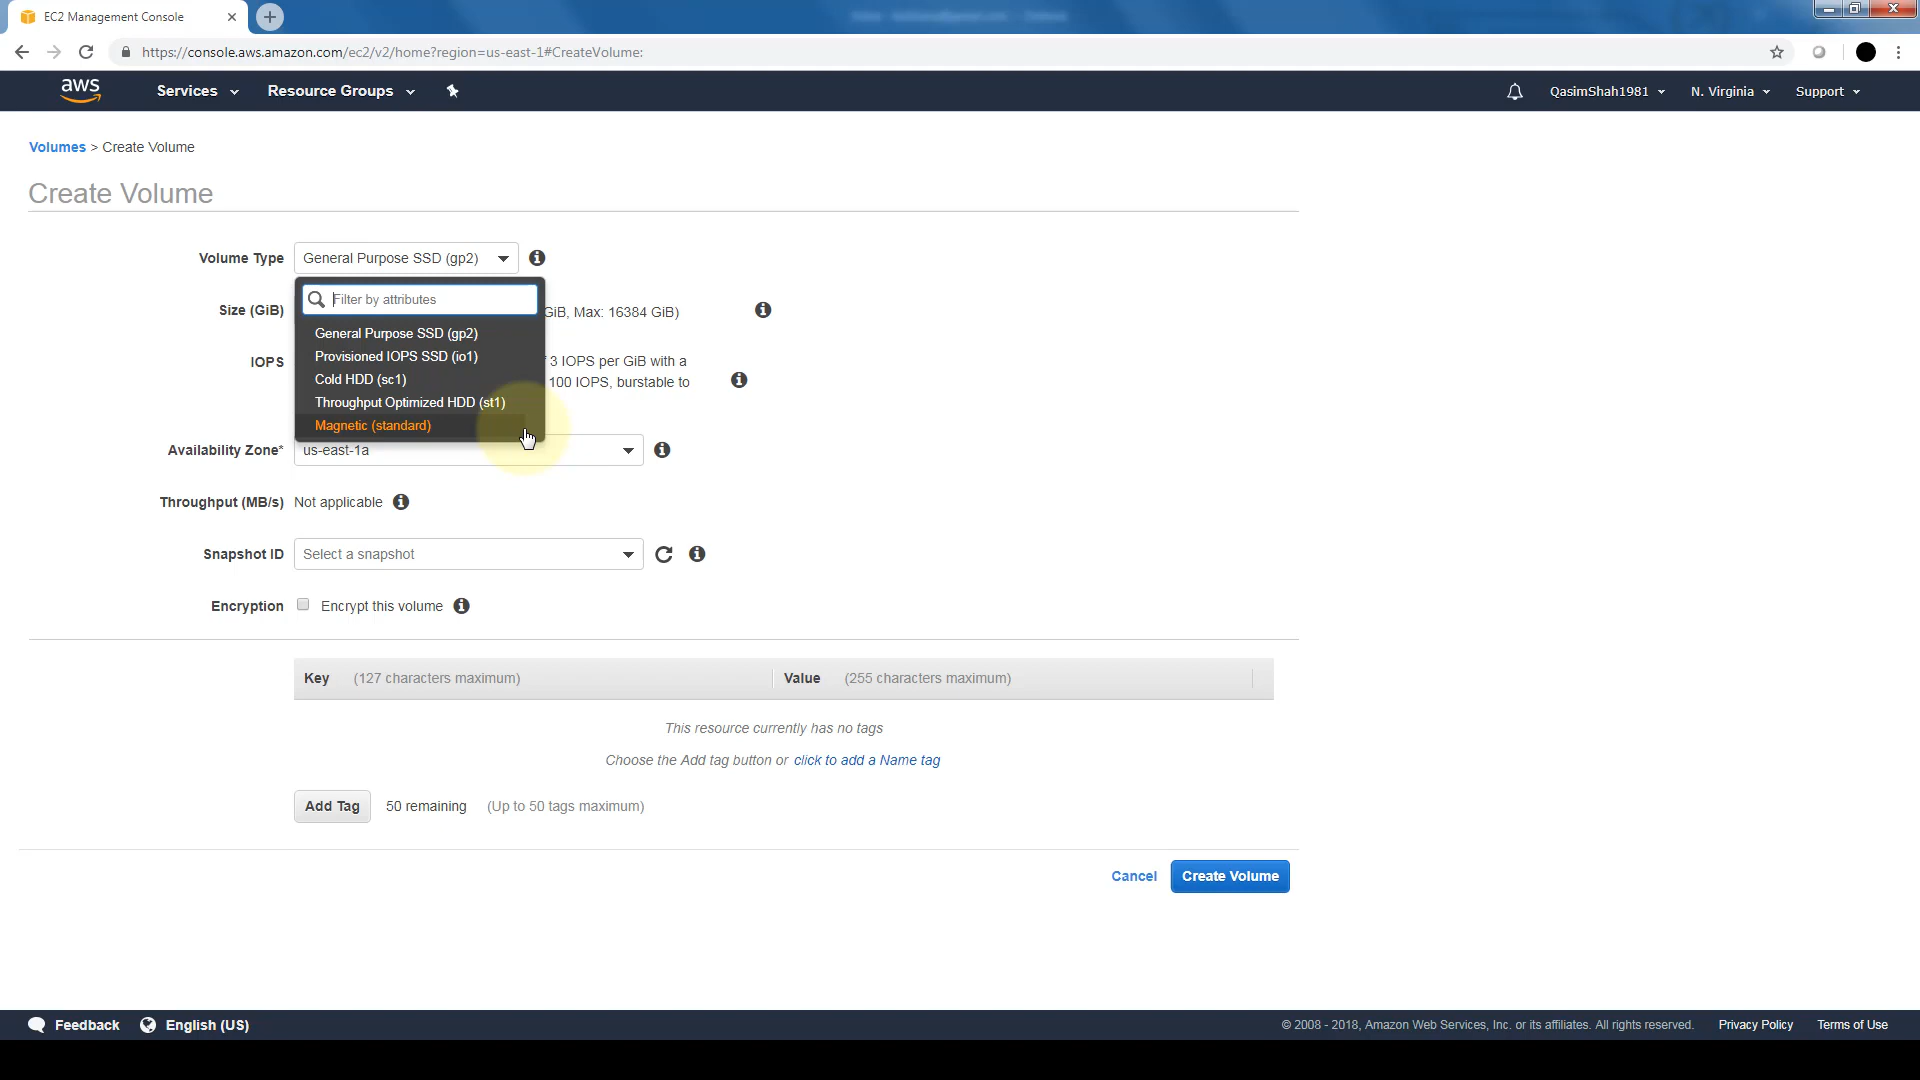 EC2 Management Console
https://console.aws.amazon.com/ec2/v2/home?region=us-east-1#CreateVolume:
aws Services Resource Groups QasimShah1981 N. Virginia Support
Volumes > Create Volume
Create Volume
Volume Type General Purpose SSD (gp2)
Filter by attributes
General Purpose SSD (gp2)
Provisioned IOPS SSD (io1)
Cold HDD (sc1)
Throughput Optimized HDD (st1)
Magnetic (standard)
Size (GiB) GiB, Max: 16384 GiB)
IOPS 3 IOPS per GiB with a
100 IOPS, burstable to
Availability Zone* us-east-1a
Throughput (MB/s) Not applicable
Snapshot ID Select a snapshot
Encryption Encrypt this volume
Key (127 characters maximum) Value (255 characters maximum)
This resource currently has no tags
Choose the Add tag button or click to add a Name tag
Add Tag 50 remaining (Up to 50 tags maximum)
Cancel Create Volume
Feedback English (US) © 2008 - 2018, Amazon Web Services, Inc. or its affiliates. All rights reserved. Privacy Policy Terms of Use